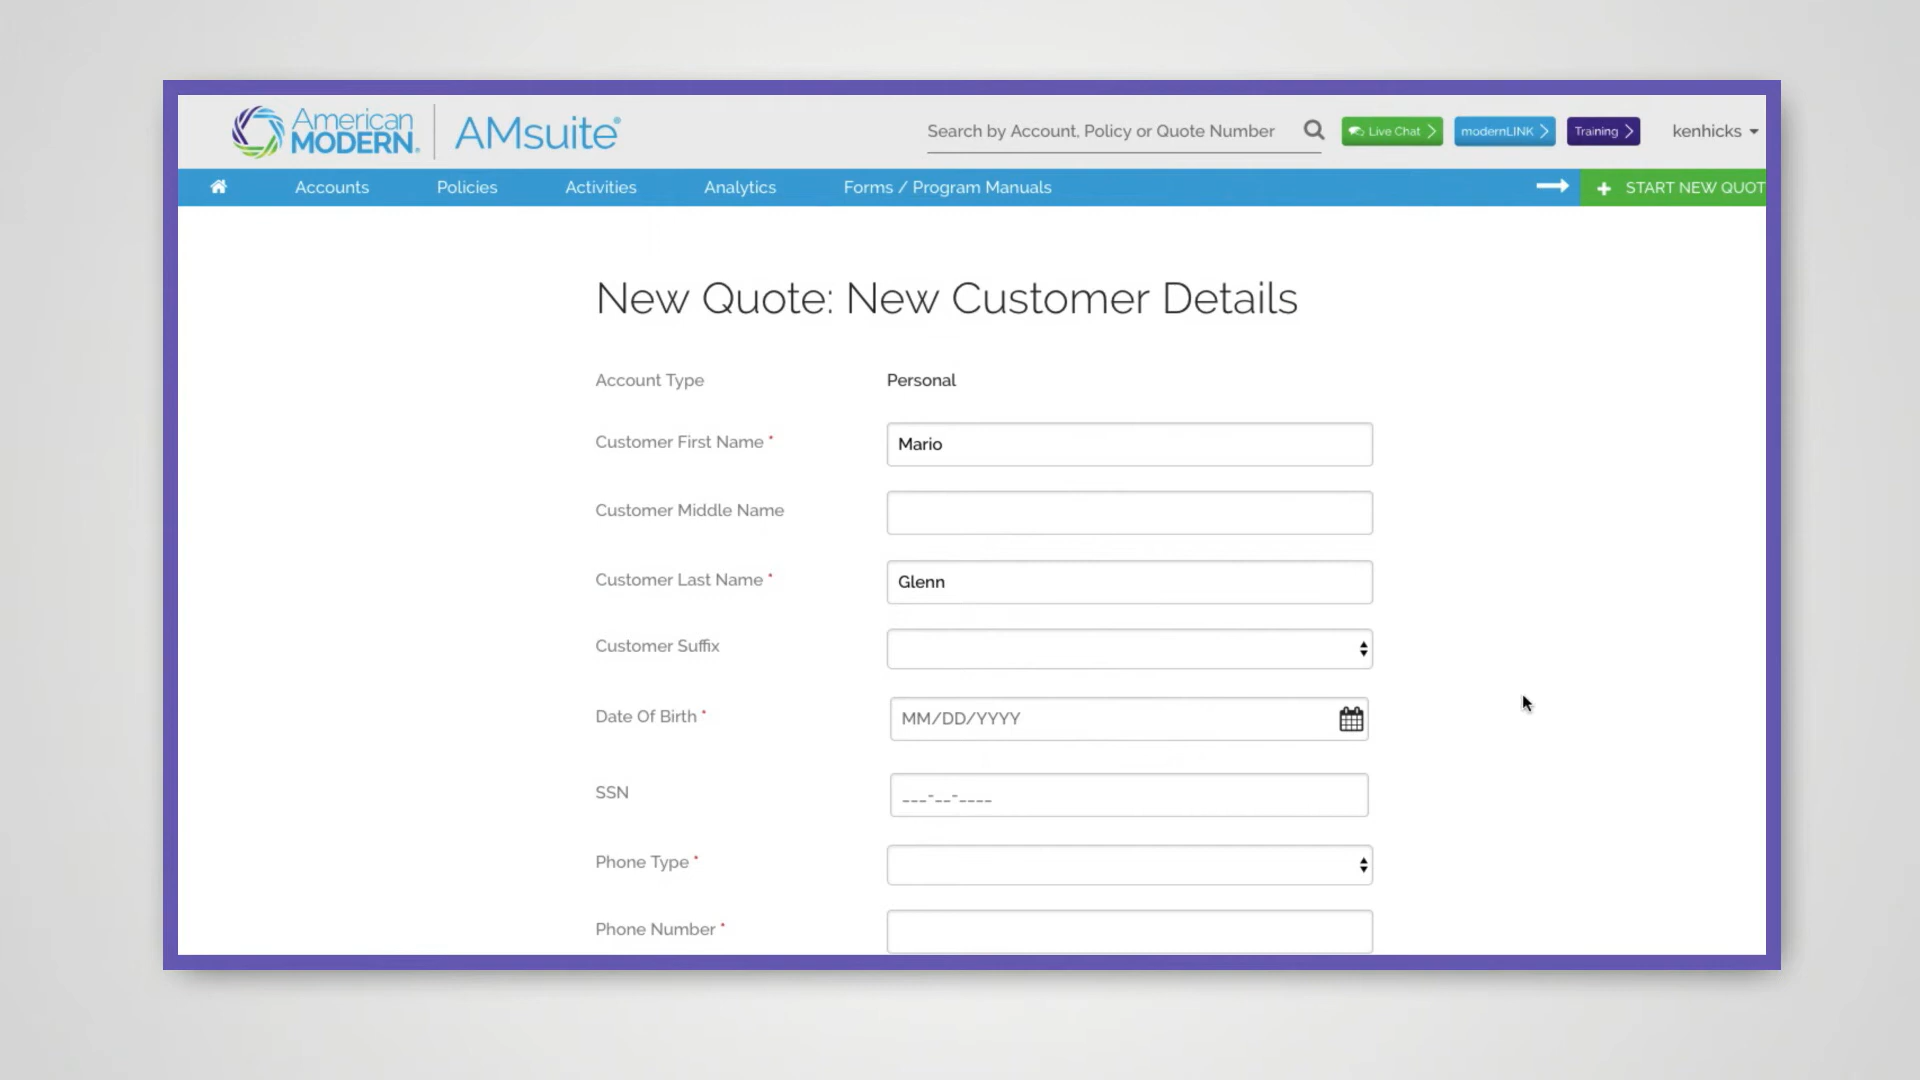 American MODERN. AMsuite® Search by Account, Policy or Quote Number Live Chat modernLINK Training kenhicks
Accounts Policies Activities Analytics Forms / Program Manuals + START NEW QUOT
New Quote: New Customer Details
Account Type Personal
Customer First Name * Mario
Customer Middle Name
Customer Last Name * Glenn
Customer Suffix
Date Of Birth * MM/DD/YYYY
SSN ___-__-____
Phone Type *
Phone Number *